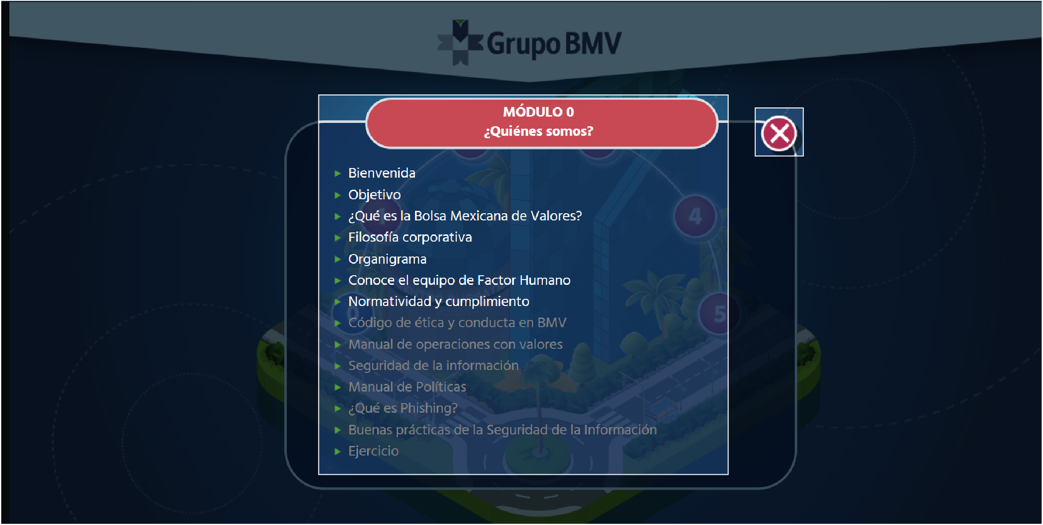 Grupo BMV
MÓDULO 0
¿Quiénes somos?
Bienvenida
Objetivo
¿Qué es la Bolsa Mexicana de Valores?
Filosofía corporativa
Organigrama
Conoce el equipo de Factor Humano
Normatividad y cumplimiento
Código de ética y conducta en BMV
Manual de operaciones con valores
Seguridad de la información
Manual de Políticas
¿Qué es Phishing?
Buenas prácticas de la Seguridad de la Información
Ejercicio
4
5
0